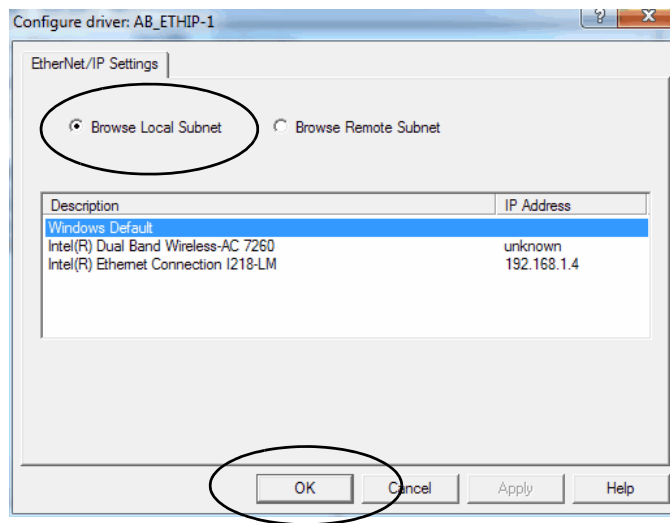 Configure driver: AB_ETHIP-1
EtherNet/IP Settings
Browse Local Subnet Browse Remote Subnet
Description IP Address
Windows Default
Intel(R) Dual Band Wireless-AC 7260 unknown
Intel(R) Ethernet Connection I218-LM 192.168.1.4
OK Cancel Apply Help